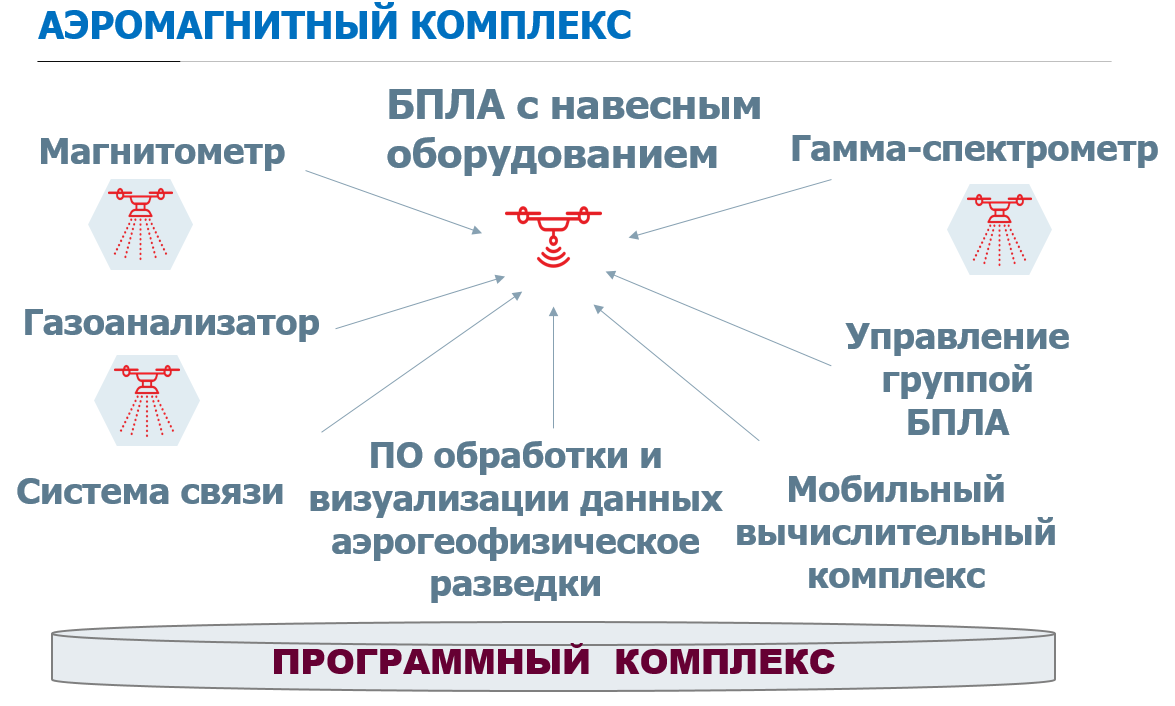 АЭРОМАГНИТНЫЙ КОМПЛЕКС
БПЛА с навесным
оборудованием
Магнитометр
Гамма-спектрометр
Газоанализатор
Управление
группой
БПЛА
Система связи
ПО обработки и
визуализации данных
аэрогеофизическое
разведки
Мобильный
вычислительный
комплекс
ПРОГРАММНЫЙ КОМПЛЕКС